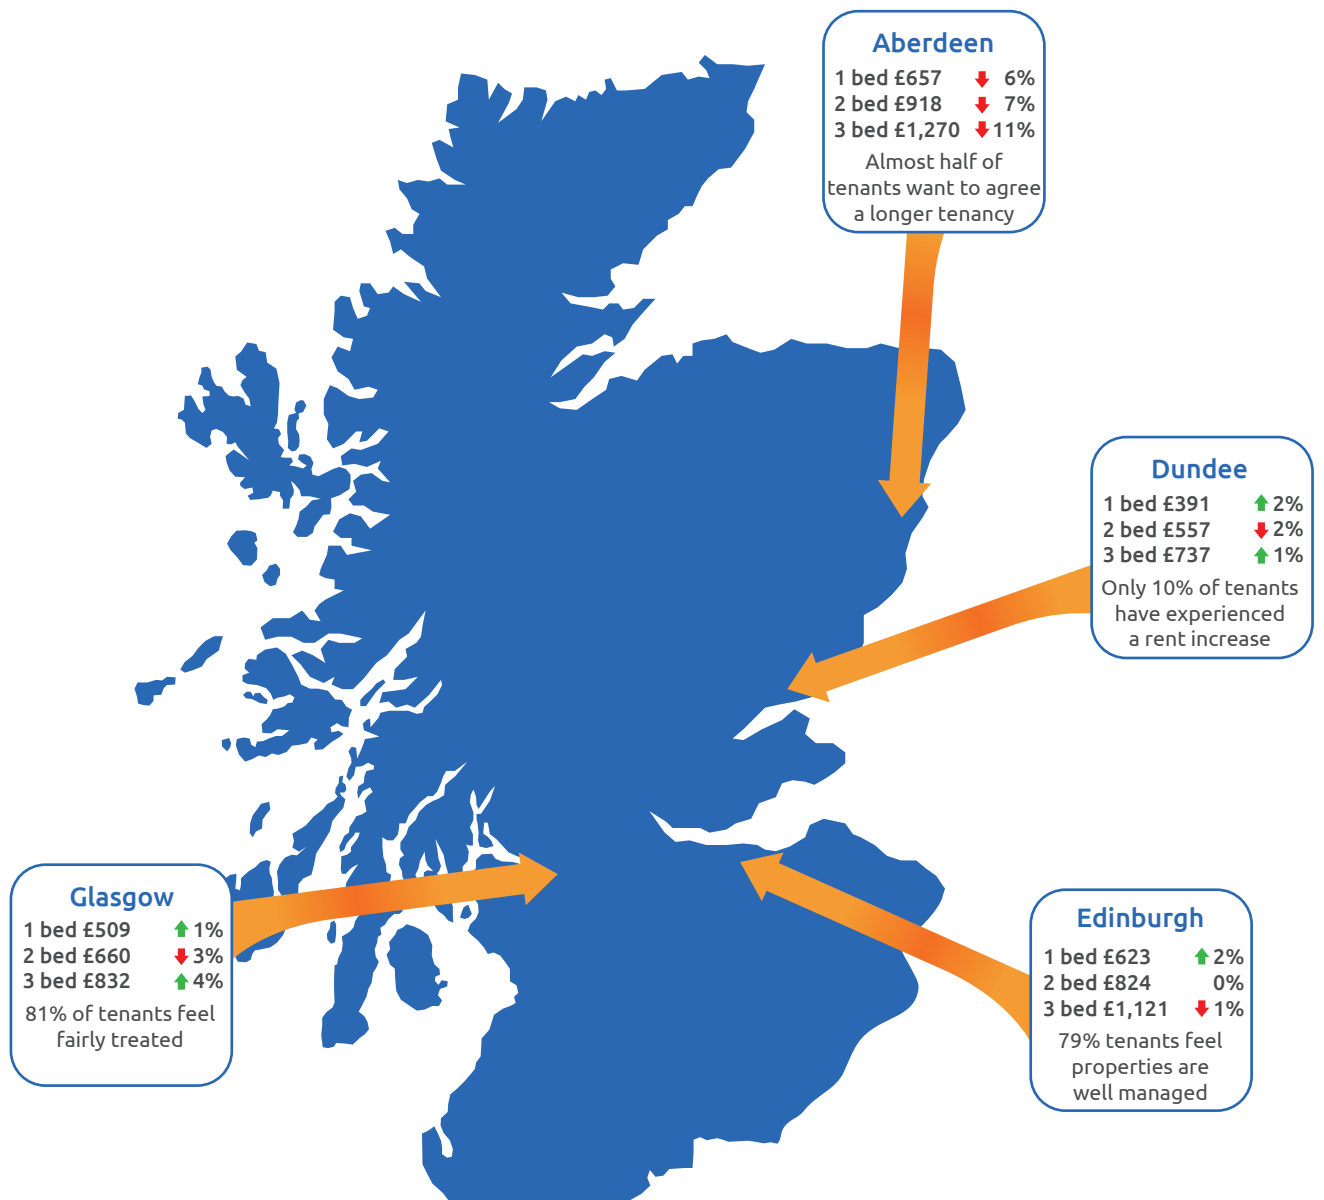 Aberdeen
1 bed £657 6%
2 bed £918 7%
3 bed £1,270 11%
Almost half of
tenants want to agree
a longer tenancy
Dundee
1 bed £391 2%
2 bed £557 2%
3 bed £737 1%
Only 10% of tenants
have experienced
a rent increase
Glasgow
1 bed £509 1%
2 bed £660 3%
3 bed £832 4%
81% of tenants feel
fairly treated
Edinburgh
1 bed £623 2%
2 bed £824 0%
3 bed £1,121 1%
79% tenants feel
properties are
well managed